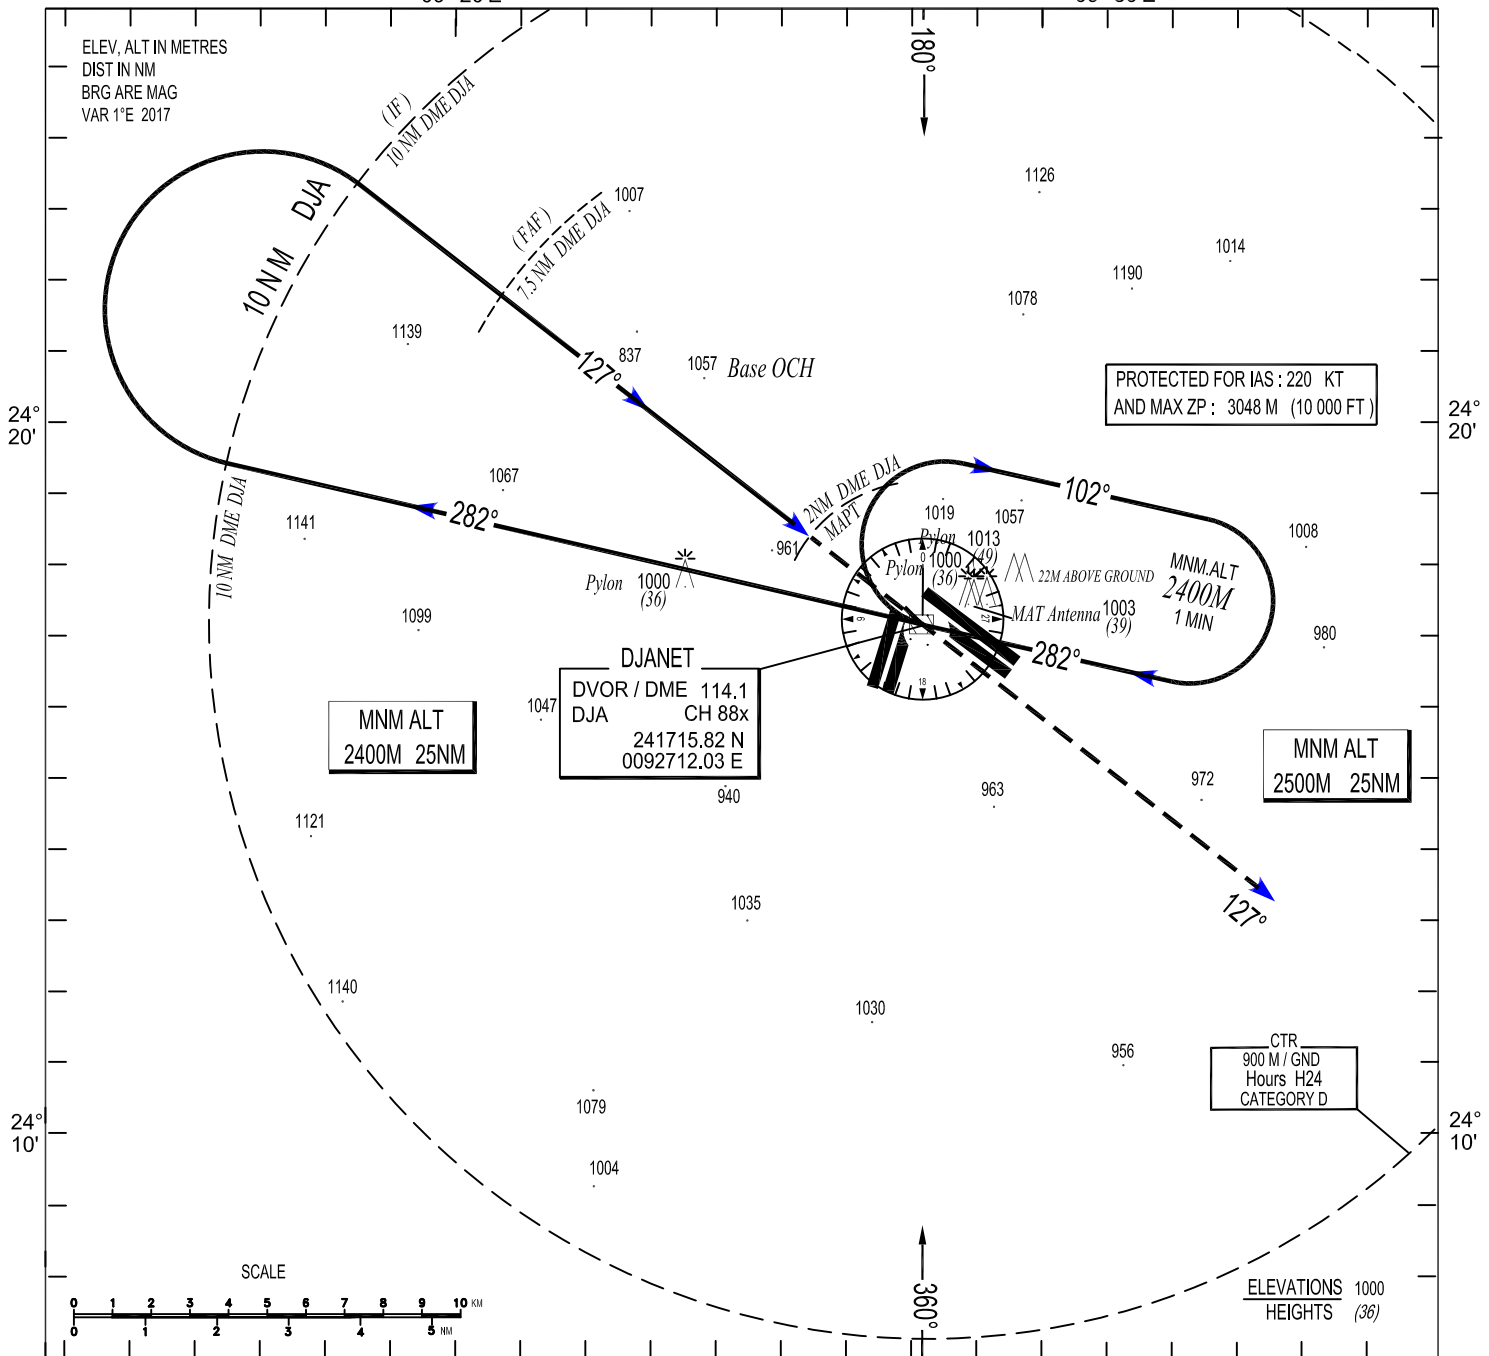 ELEV, ALT IN METRES
DIST IN NM
BRG ARE MAG
VAR 1°E 2017
180°
(IF)
10 NM DME DJA
10 NM DJA
(FAF)
7.5 NM DME DJA
1007
1126
1014
1190
1078
1139
837
1057 Base OCH
127°
PROTECTED FOR IAS : 220 KT
AND MAX ZP : 3048 M (10 000 FT)
24°
20'
24°
20'
2NM DME DJA
MAPT
102°
1067
282°
1141
10 NM DME DJA
1019
1057
1008
961
Pylon 1013
(49)
Pylon 1000
(36)
22M ABOVE GROUND
MNM.ALT
2400M
1 MIN
Pylon 1000
(36)
MAT Antenna 1003
(39)
1099
980
9
27
18
282°
DJANET
DVOR / DME 114.1
DJA CH 88x
241715.82 N
0092712.03 E
1047
MNM ALT
2400M 25NM
MNM ALT
2500M 25NM
940
963
972
1121
1035
127°
1140
1030
956
CTR
900 M / GND
Hours H24
CATEGORY D
1079
24°
10'
24°
10'
1004
SCALE
0 1 2 3 4 5 6 7 8 9 10 KM
0 1 2 3 4 5 NM
360°
ELEVATIONS 1000
HEIGHTS (36)